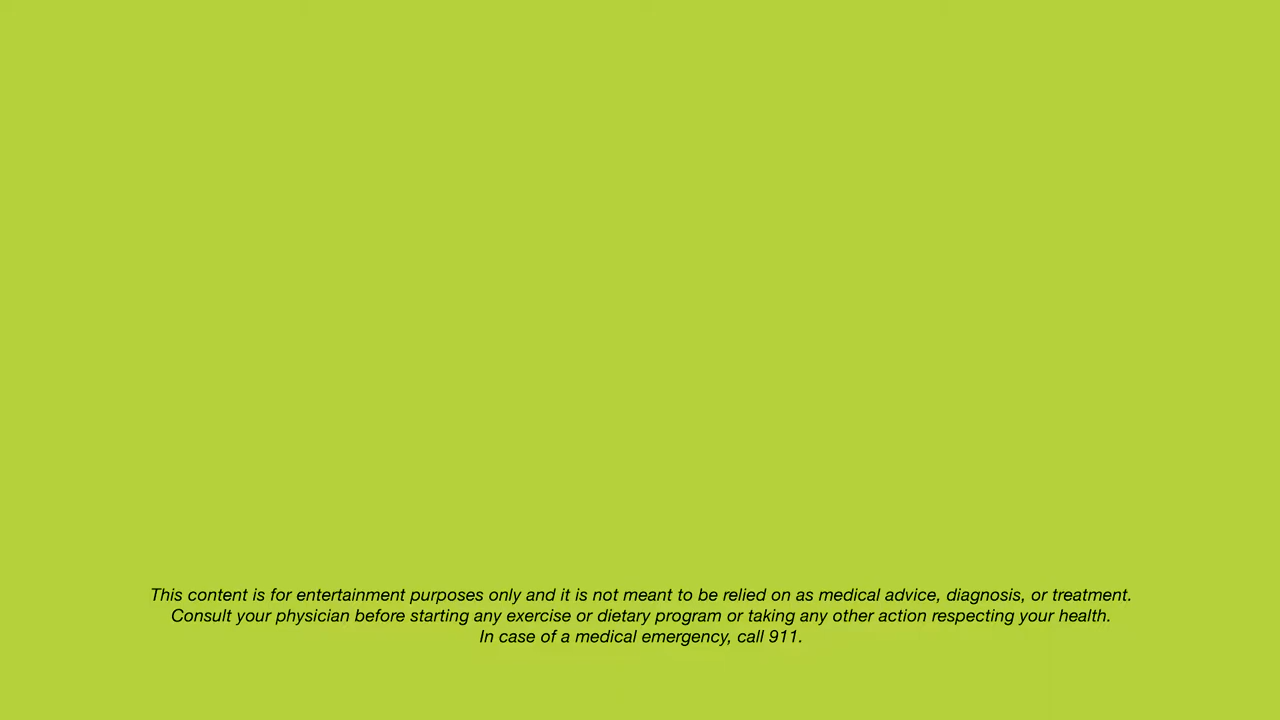 This content is for entertainment purposes only and it is not meant to be relied on as medical advice, diagnosis, or treatment.
Consult your physician before starting any exercise or dietary program or taking any other action respecting your health.
In case of a medical emergency, call 911.